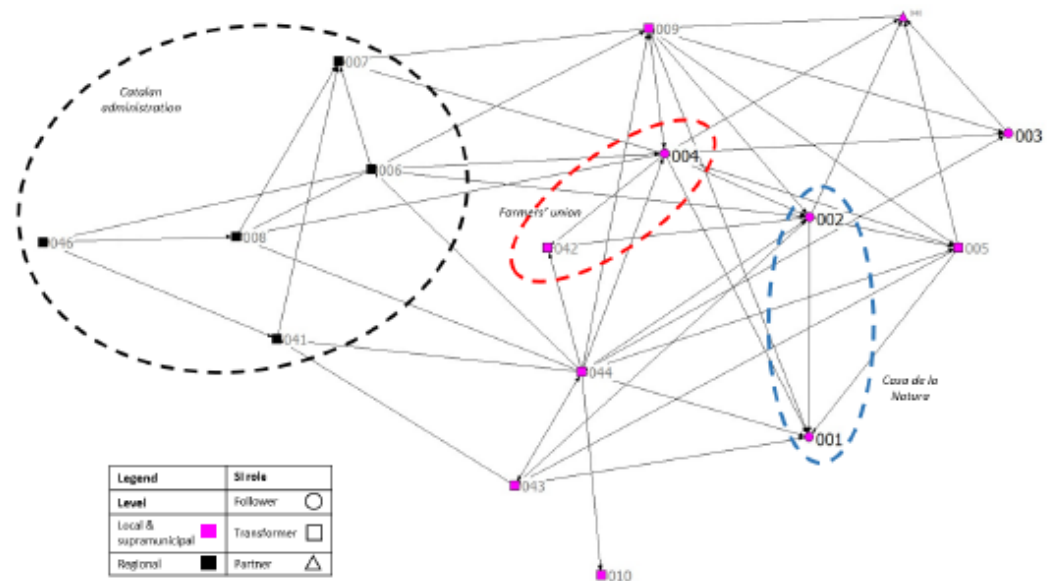 009
007
Catalan
administration
003
004
006
Farmers' union
002
046
008
042
005
041
044
Casa de la
Natura
001
043
010
Legend
SI role
Level
Follower
Local &
supramunicipal
Transformer
Regional
Partner